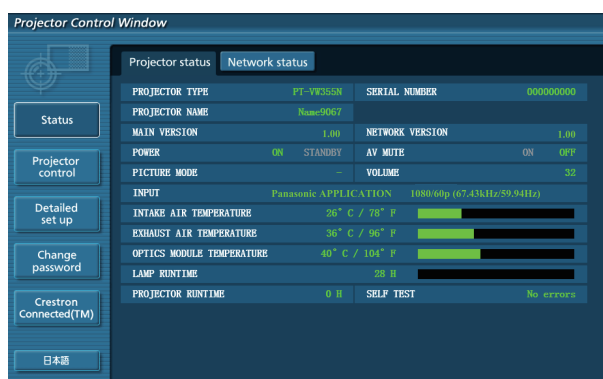 Projector Control Window
Projector status
Network status
Status
Projector control
Detailed set up
Change password
Crestron Connected(TM)
日本語
PROJECTOR TYPE PT-VW355N SERIAL NUMBER 000000000
PROJECTOR NAME Name9067
MAIN VERSION 1.00 NETWORK VERSION 1.00
POWER ON STANDBY AV MUTE ON OFF
PICTURE MODE – VOLUME 32
INPUT Panasonic APPLICATION 1080/60p (67.43kHz/59.94Hz)
INTAKE AIR TEMPERATURE 26° C / 78° F
EXHAUST AIR TEMPERATURE 36° C / 96° F
OPTICS MODULE TEMPERATURE 40° C / 104° F
LAMP RUNTIME 28 H
PROJECTOR RUNTIME 0 H SELF TEST No errors